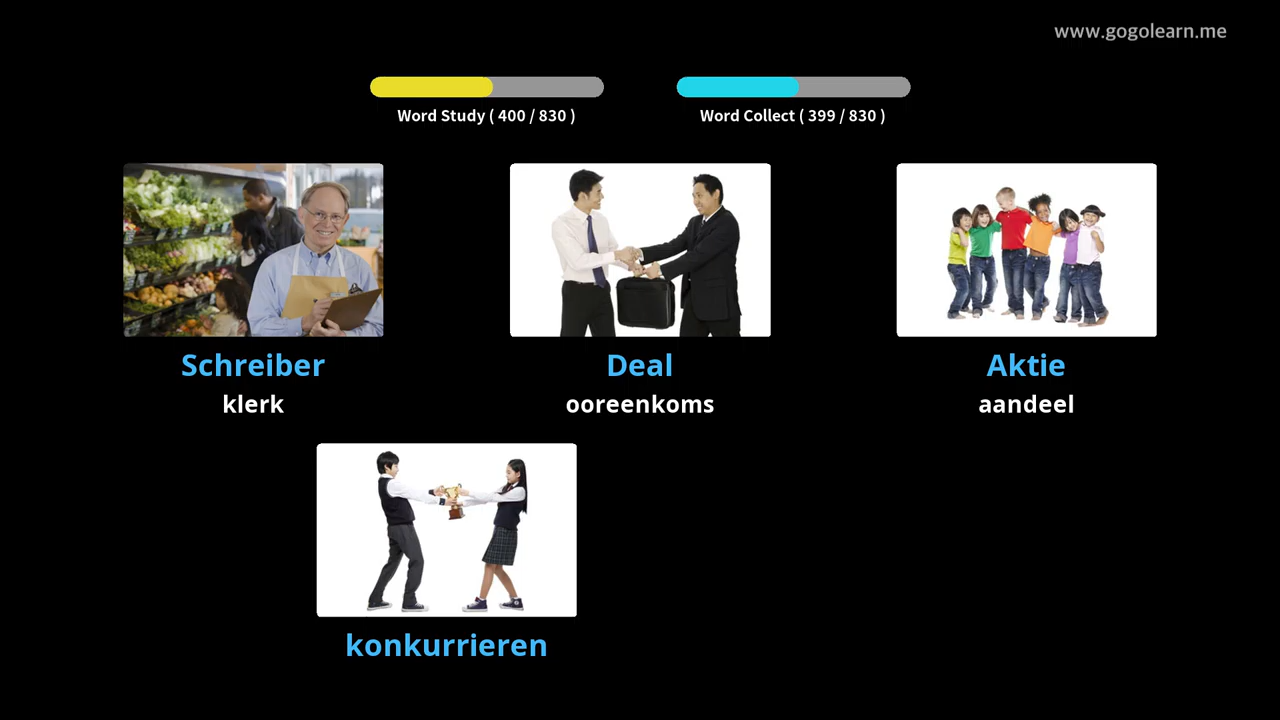 www.gogolearn.me
Word Study ( 400 / 830 )
Word Collect ( 399 / 830 )
Schreiber
klerk
Deal
ooreenkoms
Aktie
aandeel
konkurrieren